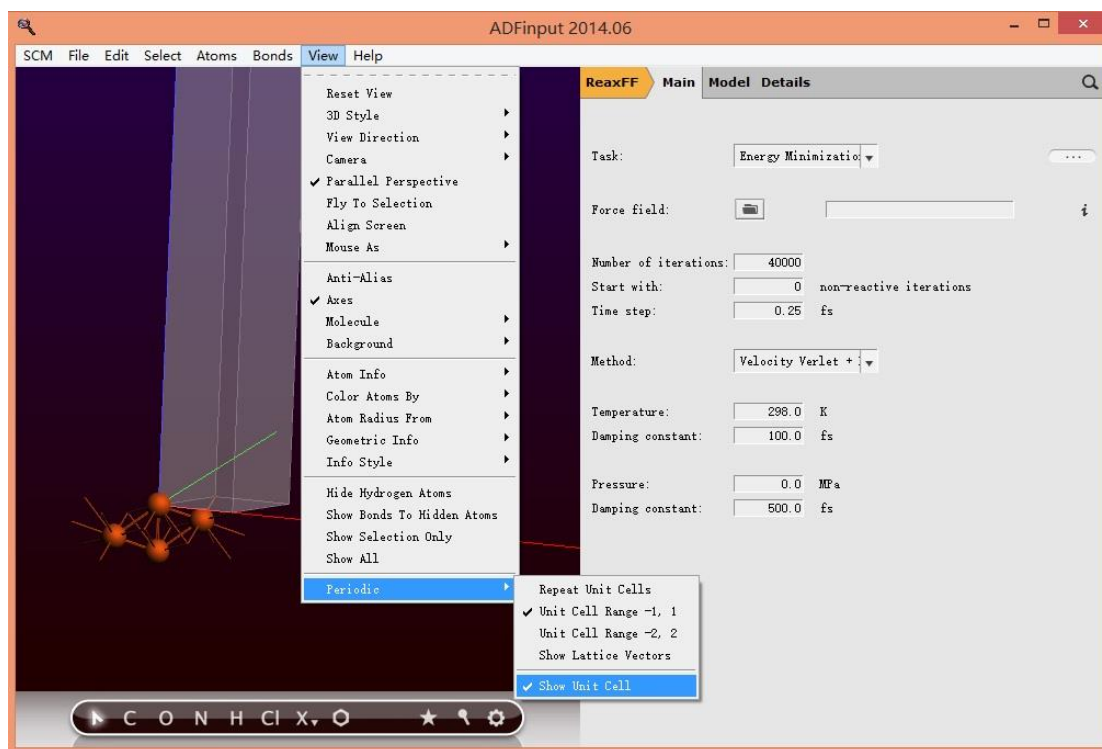 ADFinput 2014.06
SCM File Edit Select Atoms Bonds View Help
Reset View
3D Style
View Direction
Camera
✓ Parallel Perspective
Fly To Selection
Align Screen
Mouse As
Anti-Alias
✓ Axes
Molecule
Background
Atom Info
Color Atoms By
Atom Radius From
Geometric Info
Info Style
Hide Hydrogen Atoms
Show Bonds To Hidden Atoms
Show Selection Only
Show All
Periodic
Repeat Unit Cells
✓ Unit Cell Range -1, 1
Unit Cell Range -2, 2
Show Lattice Vectors
✓ Show Unit Cell
ReaxFF Main Model Details
Task: Energy Minimizatio
Force field: i
Number of iterations: 40000
Start with: 0 non-reactive iterations
Time step: 0.25 fs
Method: Velocity Verlet +
Temperature: 298.0 K
Damping constant: 100.0 fs
Pressure: 0.0 MPa
Damping constant: 500.0 fs
C O N H Cl X